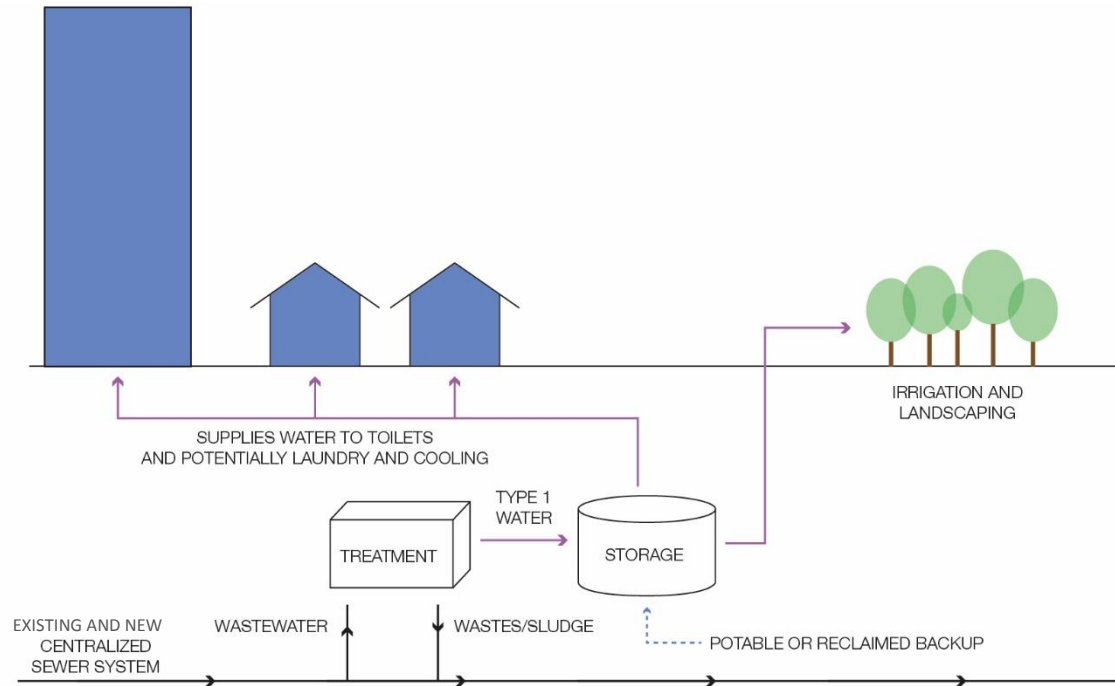 IRRIGATION AND
LANDSCAPING
SUPPLIES WATER TO TOILETS
AND POTENTIALLY LAUNDRY AND COOLING
TYPE 1
WATER
TREATMENT
STORAGE
EXISTING AND NEW
CENTRALIZED
SEWER SYSTEM
WASTEWATER
WASTES/SLUDGE
POTABLE OR RECLAIMED BACKUP